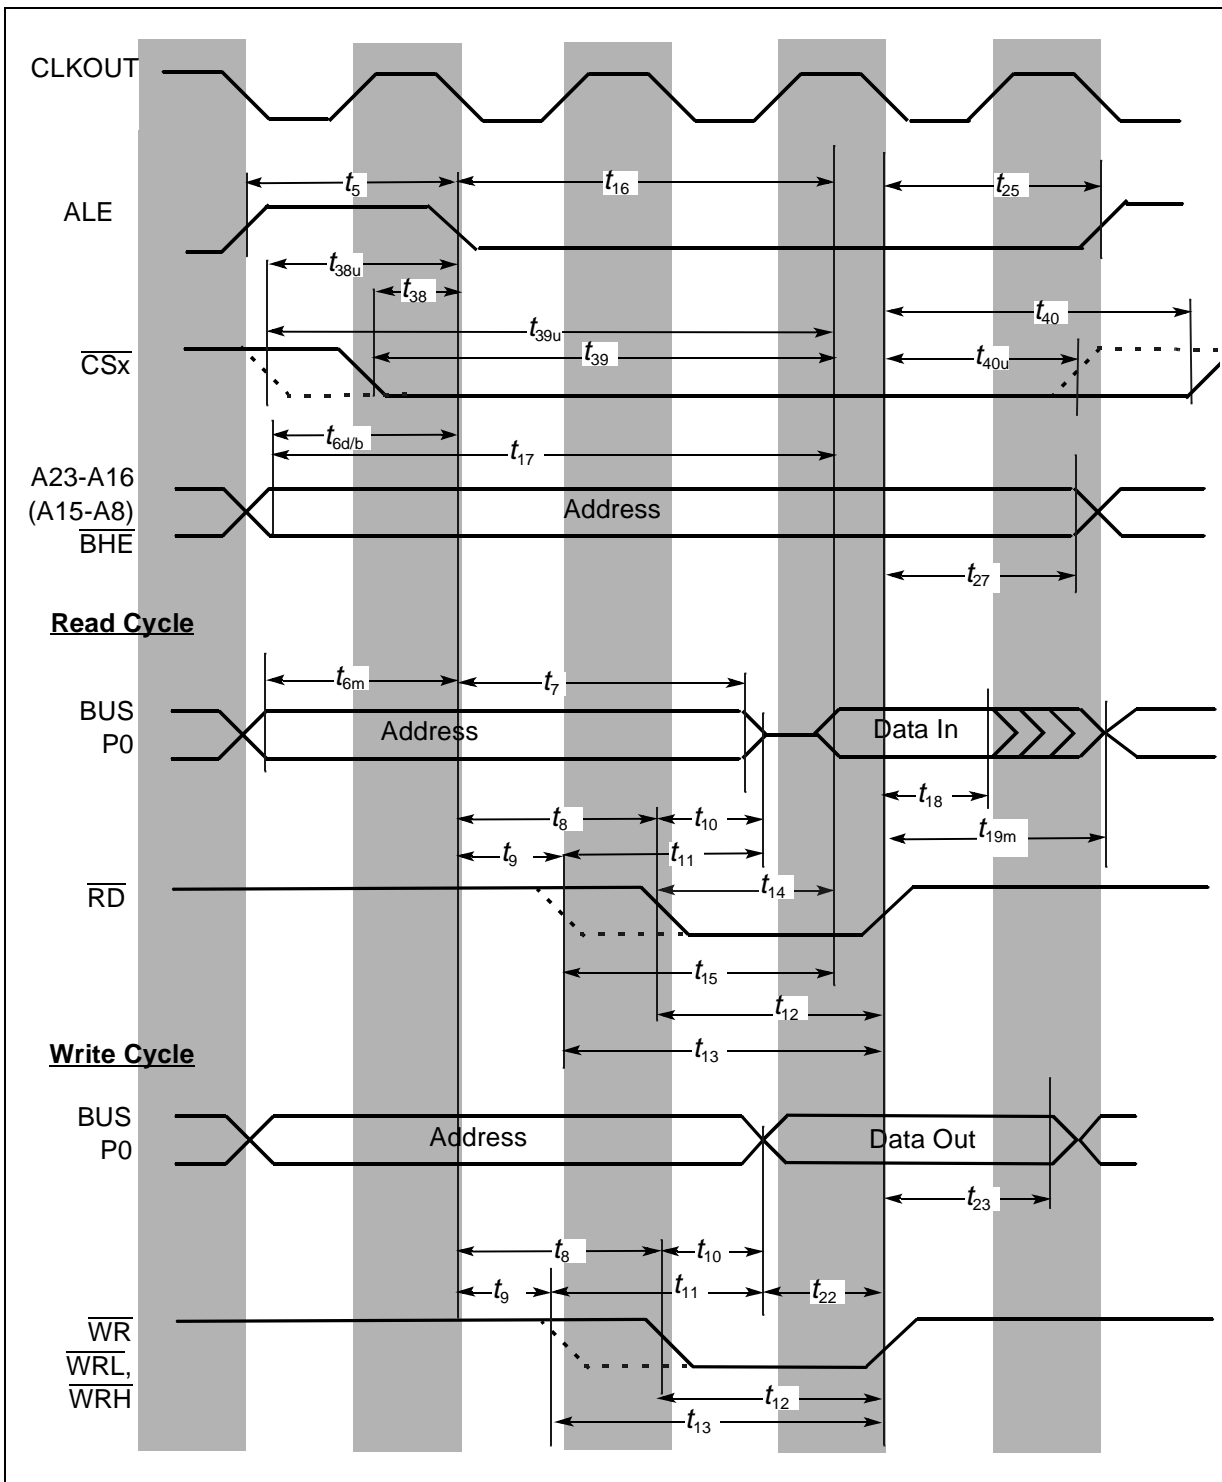 CLKOUT
t5
t16
t25
ALE
t38u
t38
t40
t39u
t39
t40u
CSx
t6d/b
t17
A23-A16
(A15-A8)
BHE
Address
t27
Read Cycle
t6m
t7
BUS
P0
Address
Data In
t18
t8
t10
t19m
t9
t11
RD
t14
t15
t12
Write Cycle
t13
BUS
P0
Address
Data Out
t23
t8
t10
t9
t11
t22
WR
WRL,
WRH
t12
t13